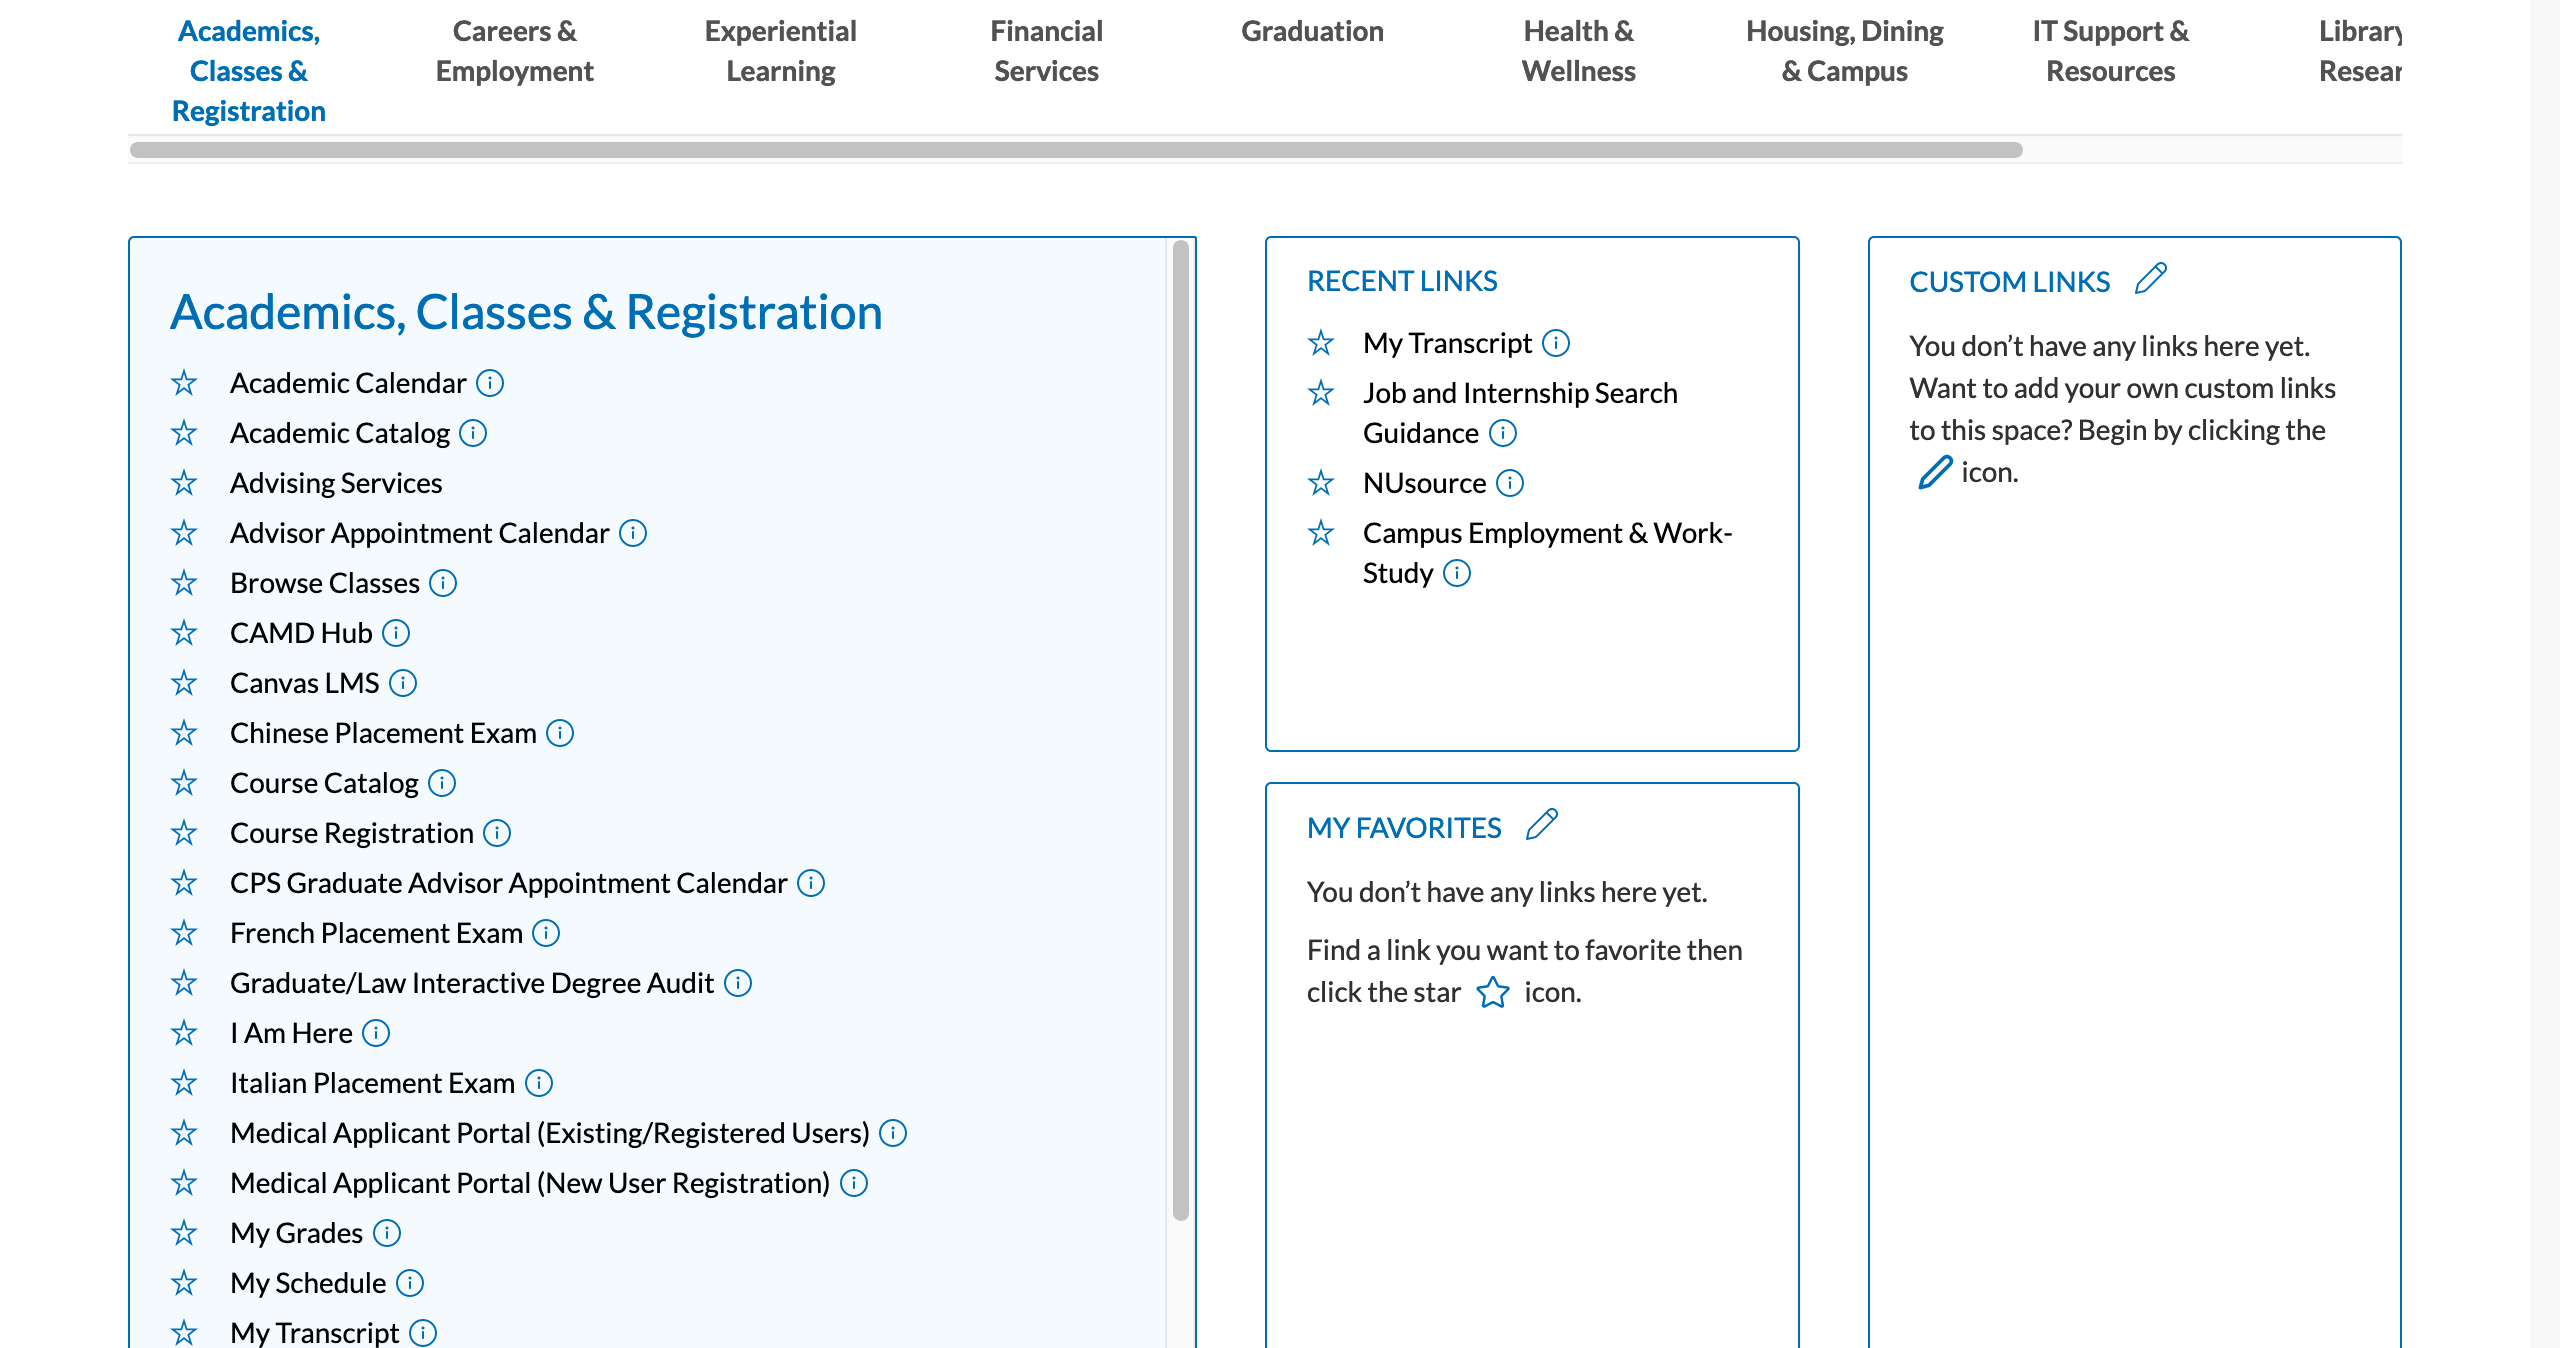 Academics,
Classes &
Registration
Careers &
Employment
Experiential
Learning
Financial
Services
Graduation
Health &
Wellness
Housing, Dining
& Campus
IT Support &
Resources
Library
Resear
Academics, Classes & Registration
Academic Calendar
Academic Catalog
Advising Services
Advisor Appointment Calendar
Browse Classes
CAMD Hub
Canvas LMS
Chinese Placement Exam
Course Catalog
Course Registration
CPS Graduate Advisor Appointment Calendar
French Placement Exam
Graduate/Law Interactive Degree Audit
I Am Here
Italian Placement Exam
Medical Applicant Portal (Existing/Registered Users)
Medical Applicant Portal (New User Registration)
My Grades
My Schedule
My Transcript
RECENT LINKS
My Transcript
Job and Internship Search
Guidance
NUsource
Campus Employment & Work-
Study
MY FAVORITES
You don’t have any links here yet.
Find a link you want to favorite then
click the star icon.
CUSTOM LINKS
You don’t have any links here yet.
Want to add your own custom links
to this space? Begin by clicking the
icon.